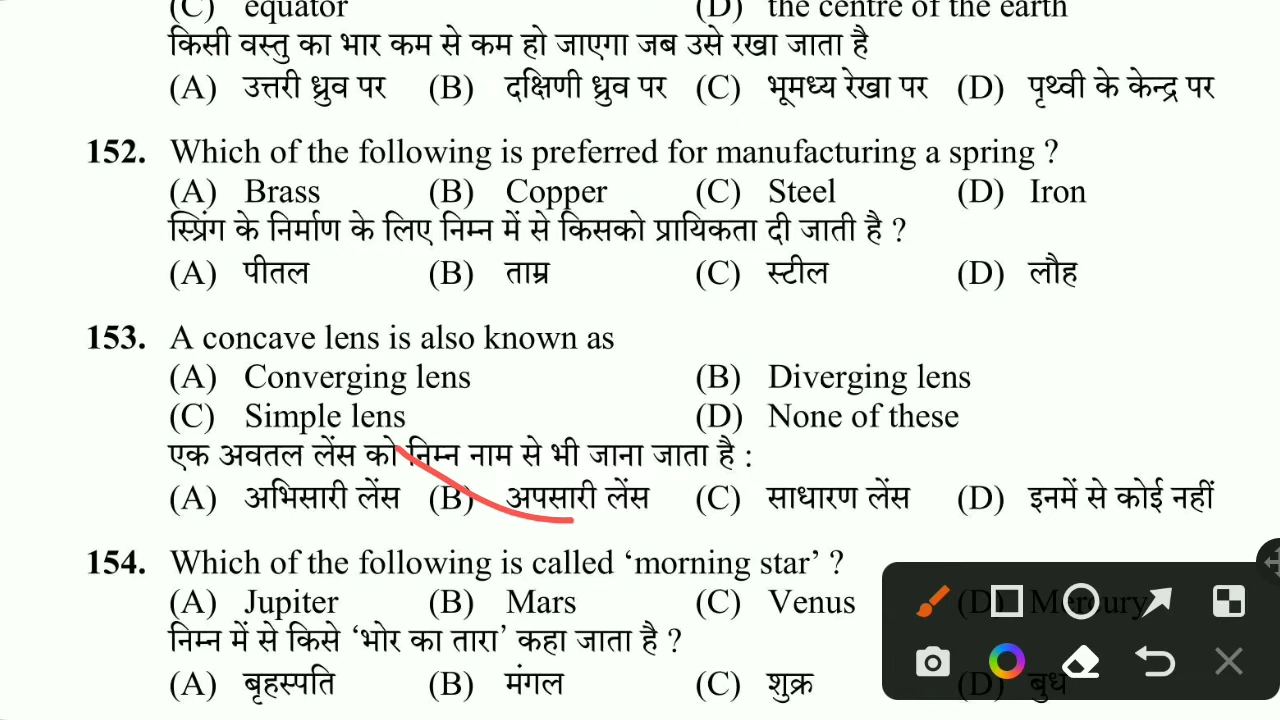 (C) equator (D) the centre of the earth
किसी वस्तु का भार कम से कम हो जाएगा जब उसे रखा जाता है
(A) उत्तरी ध्रुव पर (B) दक्षिणी ध्रुव पर (C) भूमध्य रेखा पर (D) पृथ्वी के केन्द्र पर
152. Which of the following is preferred for manufacturing a spring ?
(A) Brass (B) Copper (C) Steel (D) Iron
स्प्रिंग के निर्माण के लिए निम्न में से किसको प्रायिकता दी जाती है ?
(A) पीतल (B) ताम्र (C) स्टील (D) लौह
153. A concave lens is also known as
(A) Converging lens (B) Diverging lens
(C) Simple lens (D) None of these
एक अवतल लेंस को निम्न नाम से भी जाना जाता है :
(A) अभिसारी लेंस (B) अपसारी लेंस (C) साधारण लेंस (D) इनमें से कोई नहीं
154. Which of the following is called ‘morning star’ ?
(A) Jupiter (B) Mars (C) Venus (D) Mercury
निम्न में से किसे ‘भोर का तारा’ कहा जाता है ?
(A) बृहस्पति (B) मंगल (C) शुक्र (D) बुध